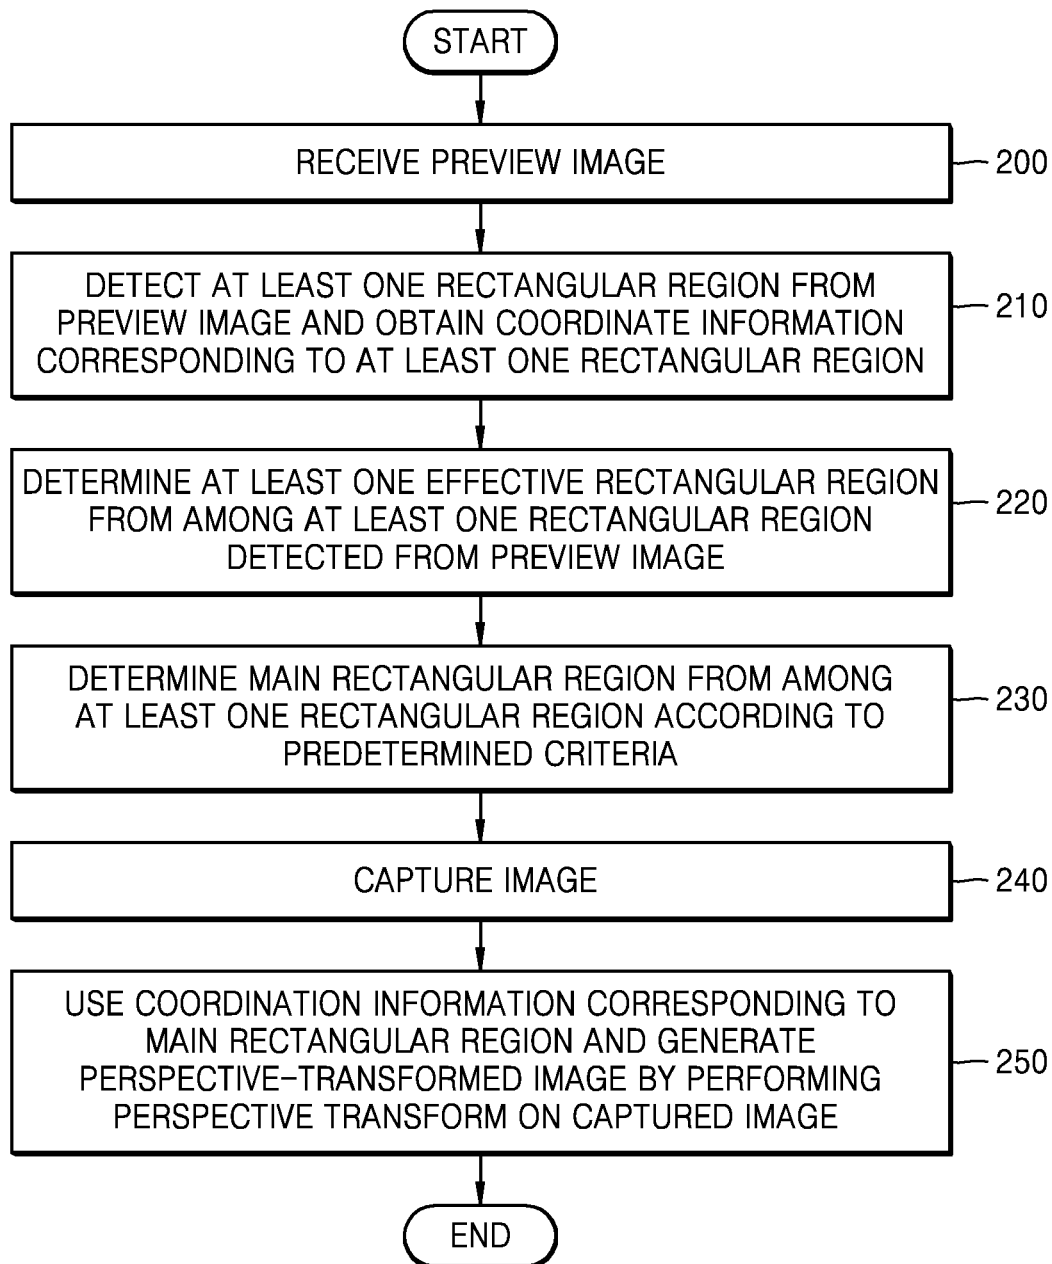 START
RECEIVE PREVIEW IMAGE
200
DETECT AT LEAST ONE RECTANGULAR REGION FROM
PREVIEW IMAGE AND OBTAIN COORDINATE INFORMATION
CORRESPONDING TO AT LEAST ONE RECTANGULAR REGION
210
DETERMINE AT LEAST ONE EFFECTIVE RECTANGULAR REGION
FROM AMONG AT LEAST ONE RECTANGULAR REGION
DETECTED FROM PREVIEW IMAGE
220
DETERMINE MAIN RECTANGULAR REGION FROM AMONG
AT LEAST ONE RECTANGULAR REGION ACCORDING TO
PREDETERMINED CRITERIA
230
CAPTURE IMAGE
240
USE COORDINATION INFORMATION CORRESPONDING TO
MAIN RECTANGULAR REGION AND GENERATE
PERSPECTIVE-TRANSFORMED IMAGE BY PERFORMING
PERSPECTIVE TRANSFORM ON CAPTURED IMAGE
250
END